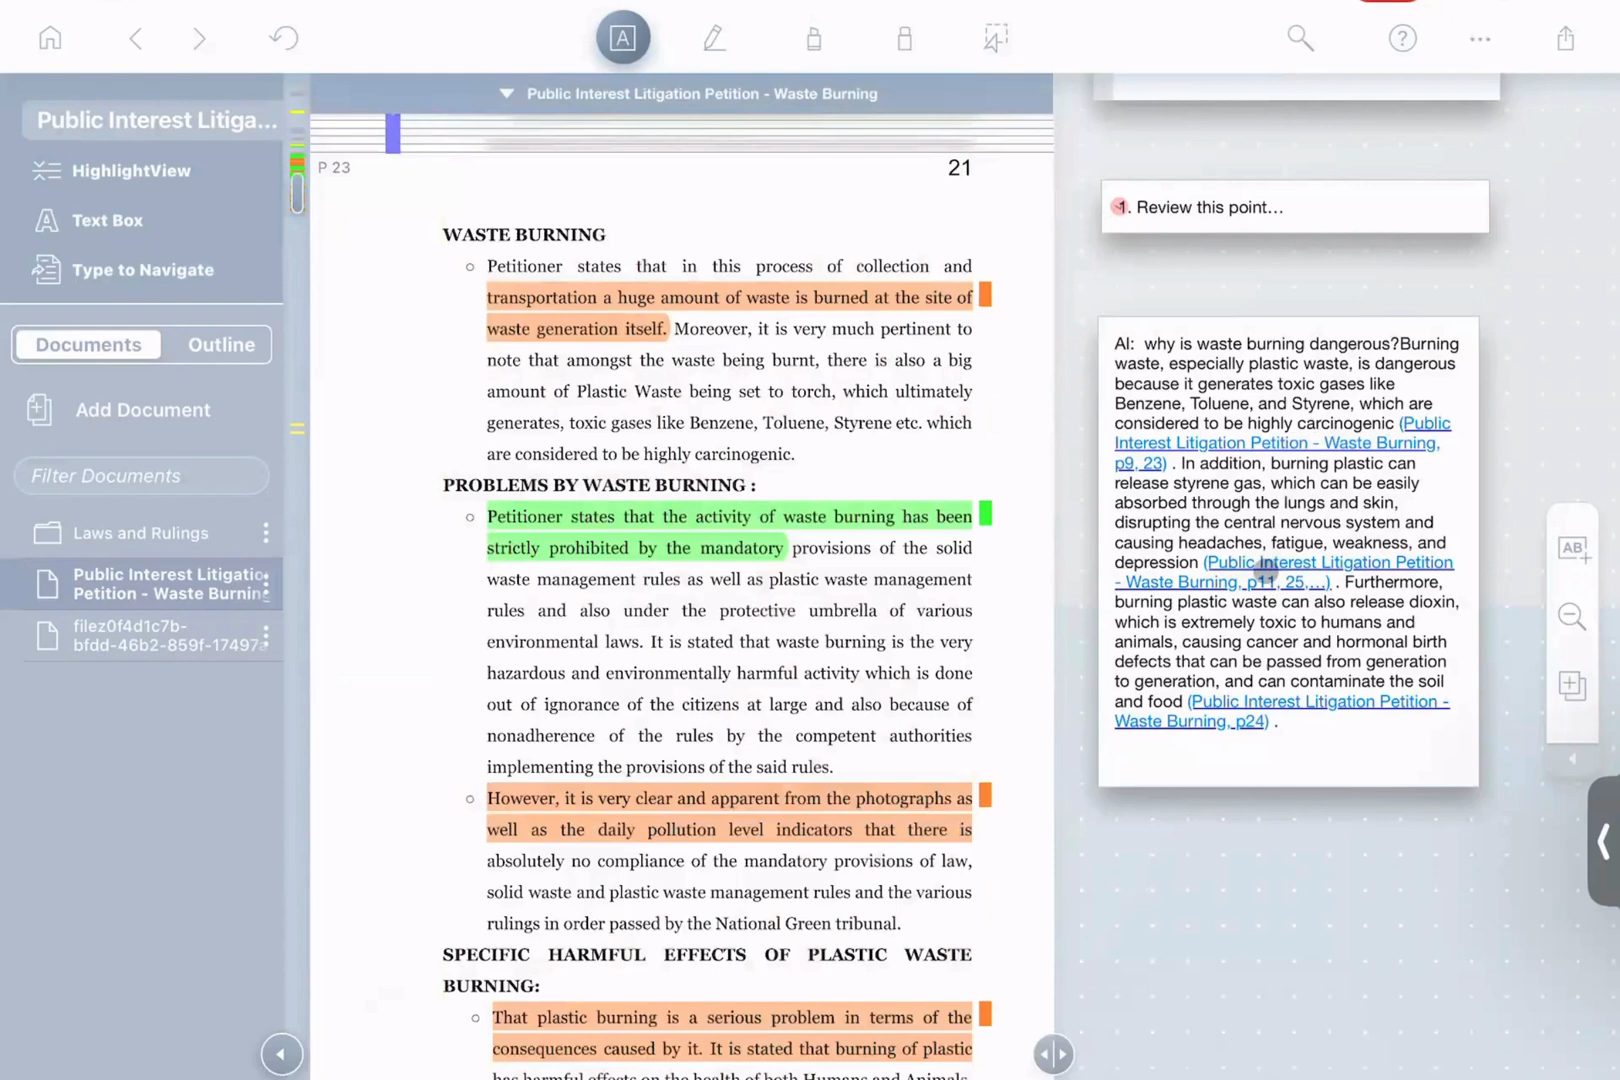 A
?
Public Interest Litiga...
HighlightView
Text Box
Type to Navigate
Documents
Outline
Add Document
Filter Documents
Laws and Rulings
Public Interest Litigatio
Petition - Waste Burnin
filez0f4d1c7b-
bfdd-46b2-859f-17497
Public Interest Litigation Petition - Waste Burning
P 23
21
WASTE BURNING
Petitioner states that in this process of collection and
transportation a huge amount of waste is burned at the site of
waste generation itself. Moreover, it is very much pertinent to
note that amongst the waste being burnt, there is also a big
amount of Plastic Waste being set to torch, which ultimately
generates, toxic gases like Benzene, Toluene, Styrene etc. which
are considered to be highly carcinogenic.
PROBLEMS BY WASTE BURNING :
Petitioner states that the activity of waste burning has been
strictly prohibited by the mandatory provisions of the solid
waste management rules as well as plastic waste management
rules and also under the protective umbrella of various
environmental laws. It is stated that waste burning is the very
hazardous and environmentally harmful activity which is done
out of ignorance of the citizens at large and also because of
nonadherence of the rules by the competent authorities
implementing the provisions of the said rules.
However, it is very clear and apparent from the photographs as
well as the daily pollution level indicators that there is
absolutely no compliance of the mandatory provisions of law,
solid waste and plastic waste management rules and the various
rulings in order passed by the National Green tribunal.
SPECIFIC HARMFUL EFFECTS OF PLASTIC WASTE
BURNING:
That plastic burning is a serious problem in terms of the
consequences caused by it. It is stated that burning of plastic
has harmful effects on the health of both Humans and Animals.
1. Review this point...
AI:  why is waste burning dangerous?Burning
waste, especially plastic waste, is dangerous
because it generates toxic gases like
Benzene, Toluene, and Styrene, which are
considered to be highly carcinogenic (Public
Interest Litigation Petition - Waste Burning,
p9, 23) . In addition, burning plastic can
release styrene gas, which can be easily
absorbed through the lungs and skin,
disrupting the central nervous system and
causing headaches, fatigue, weakness, and
depression (Public Interest Litigation Petition
- Waste Burning, p11, 25,...) . Furthermore,
burning plastic waste can also release dioxin,
which is extremely toxic to humans and
animals, causing cancer and hormonal birth
defects that can be passed from generation
to generation, and can contaminate the soil
and food (Public Interest Litigation Petition -
Waste Burning, p24) .
AB